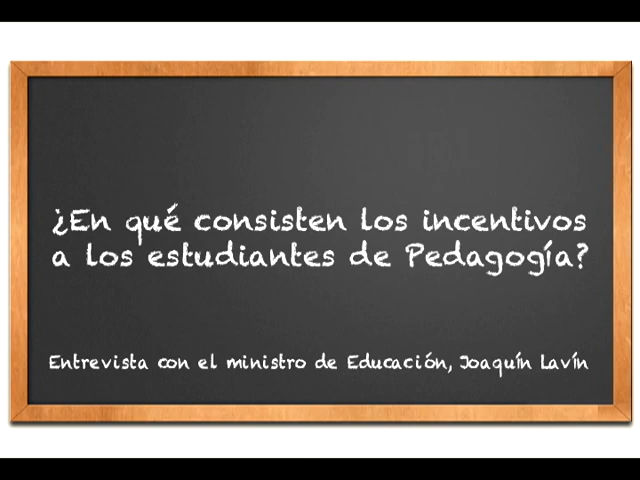 ¿En qué consisten los incentivos
a los estudiantes de Pedagogía?
Entrevista con el ministro de Educación, Joaquín Lavín